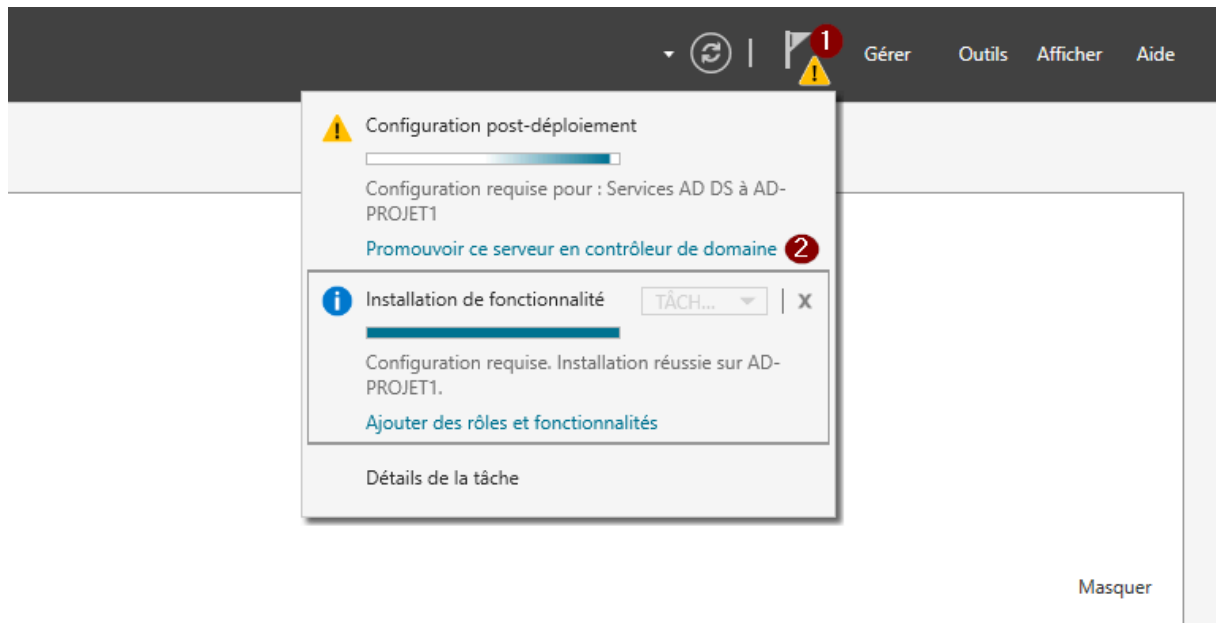 1
Gérer Outils Afficher Aide
Configuration post-déploiement
Configuration requise pour : Services AD DS à AD-
PROJET1
Promouvoir ce serveur en contrôleur de domaine 2
Installation de fonctionnalité TÂCH... X
Configuration requise. Installation réussie sur AD-
PROJET1.
Ajouter des rôles et fonctionnalités
Détails de la tâche
Masquer